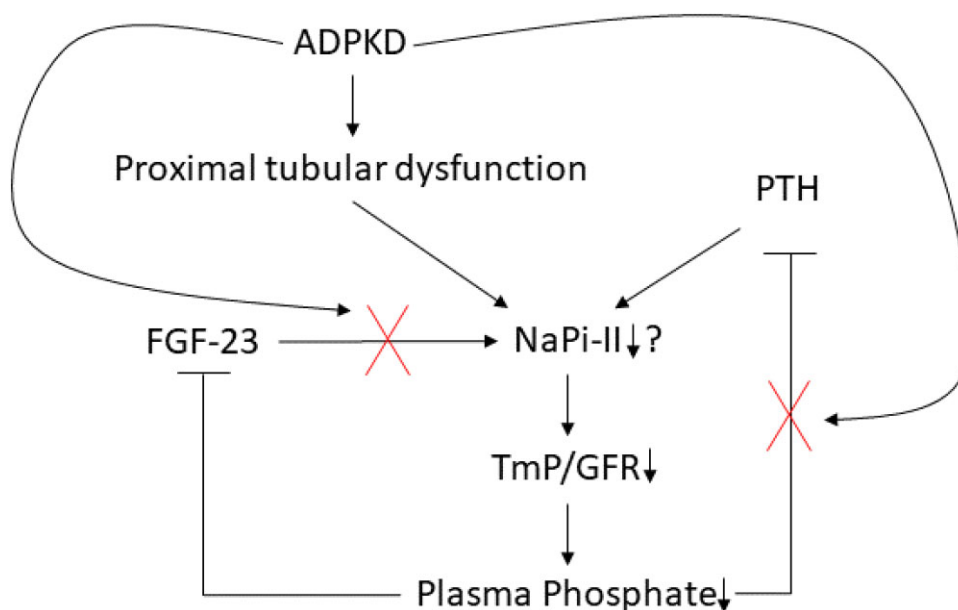 ADPKD
Proximal tubular dysfunction
PTH
FGF-23
NaPi-II↓?
TmP/GFR↓
Plasma Phosphate↓